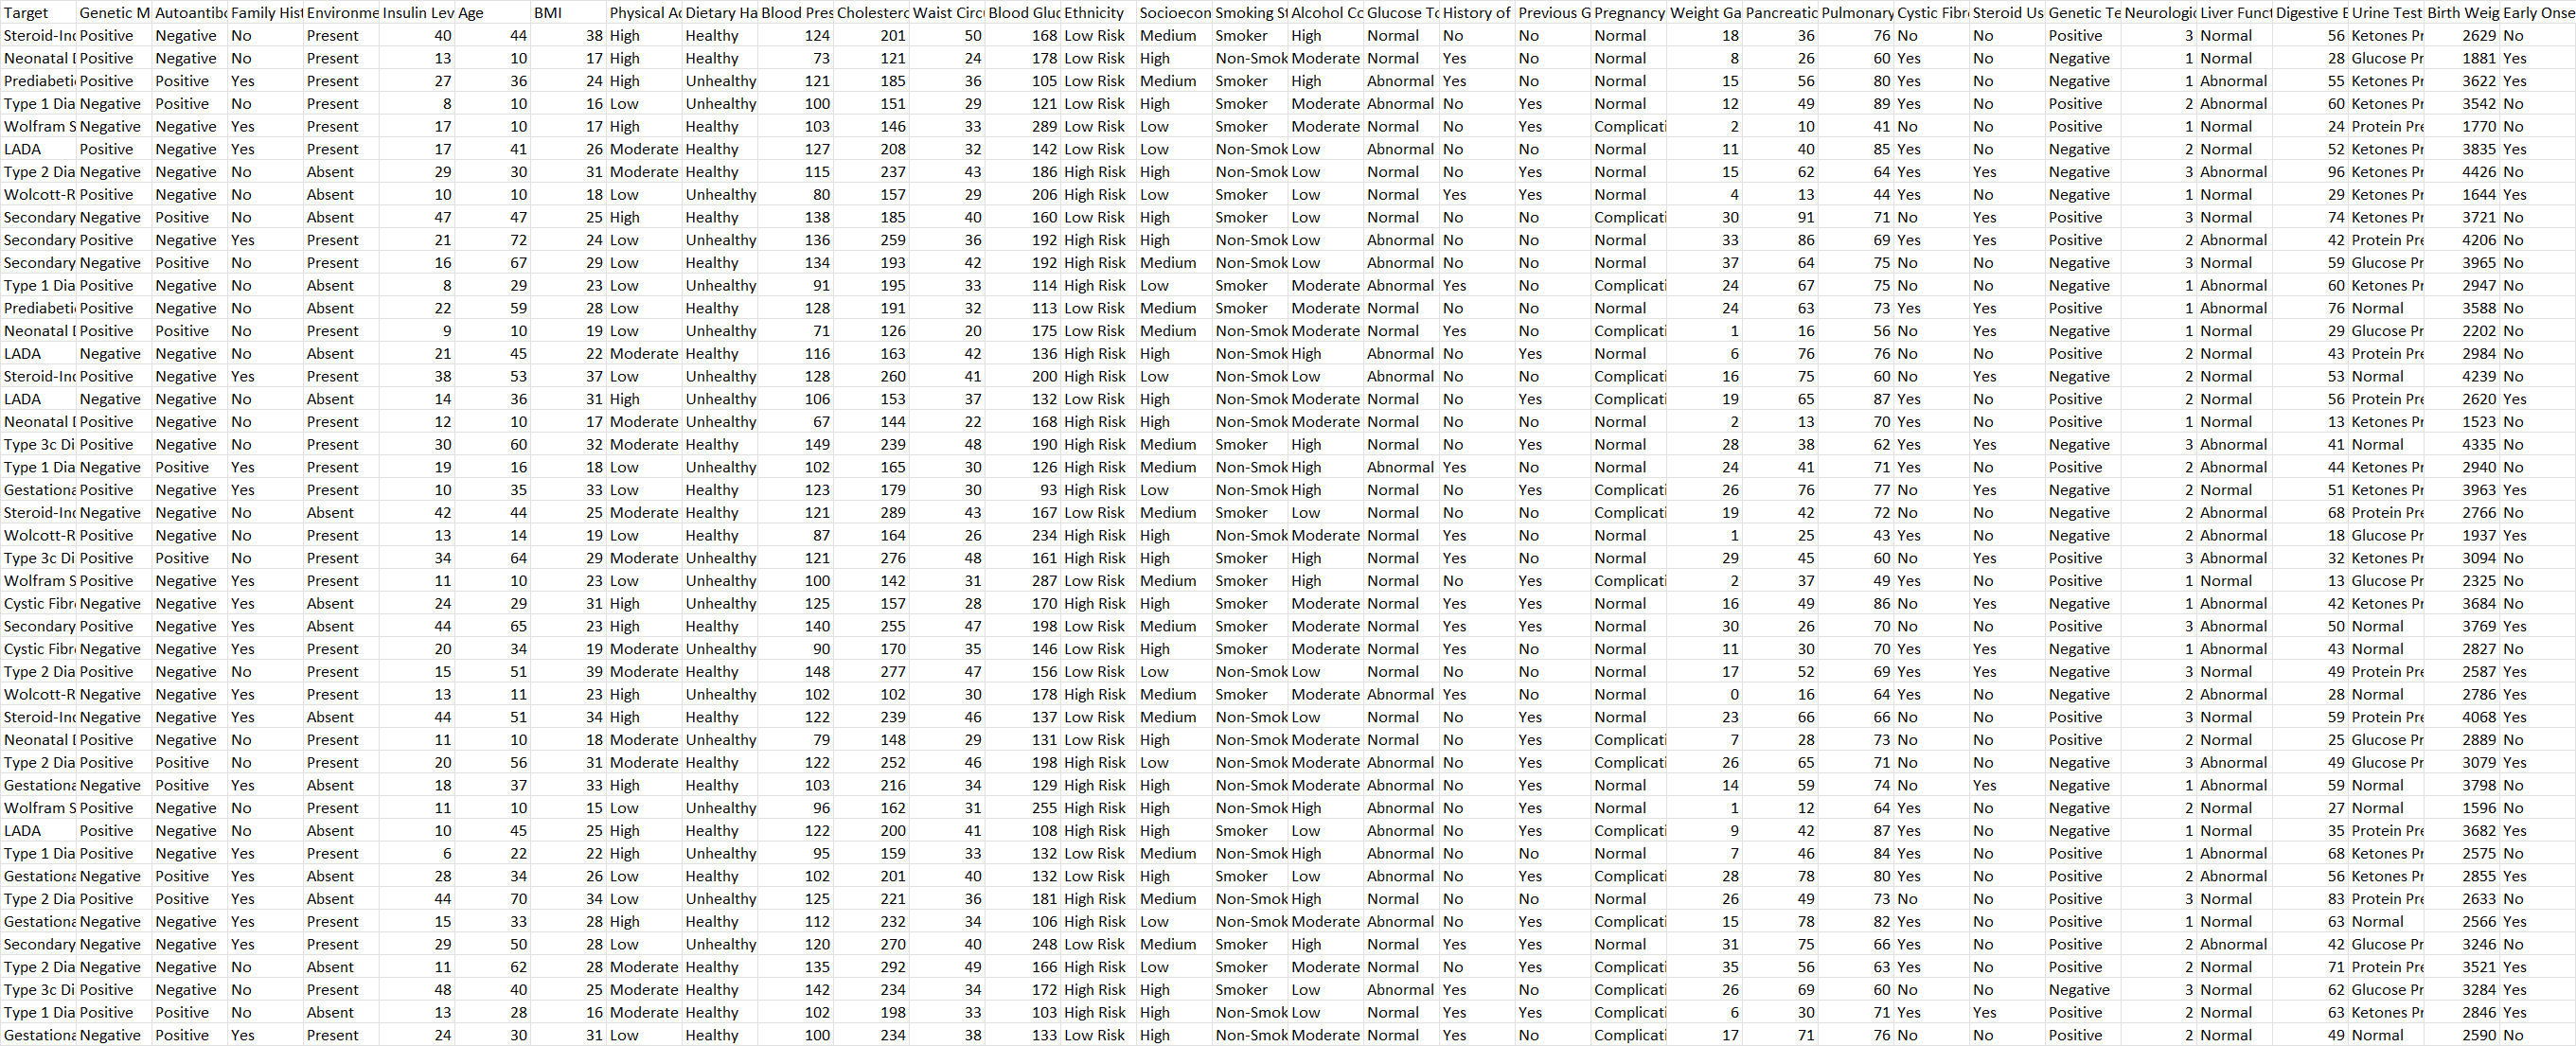 Target Genetic M Autoantibo Family Hist Environme Insulin Lev Age BMI Physical Ac Dietary Ha Blood Pres Cholestero Waist Circu Blood Gluc Ethnicity Socioecon Smoking St Alcohol Co Glucose To History of Previous G Pregnancy Weight Ga Pancreatic Pulmonary Cystic Fibro Steroid Us Genetic Te Neurologic Liver Funct Digestive E Urine Test Birth Weig Early Onse
Steroid-Ind Positive Negative No Present 40 44 38 High Healthy 124 201 50 168 Low Risk Medium Smoker High Normal No No Normal 18 36 76 No No Positive 3 Normal 56 Ketones Pr 2629 No
Neonatal D Positive Negative No Present 13 10 17 High Healthy 73 121 24 178 Low Risk High Non-Smok Moderate Normal Yes No Normal 8 26 60 Yes No Negative 1 Normal 28 Glucose Pr 1881 Yes
Prediabetic Positive Positive Yes Present 27 36 24 High Unhealthy 121 185 36 105 Low Risk Medium Smoker High Abnormal Yes No Normal 15 56 80 Yes No Negative 1 Abnormal 55 Ketones Pr 3622 Yes
Type 1 Dia Negative Positive No Present 8 10 16 Low Unhealthy 100 151 29 121 Low Risk High Smoker Moderate Abnormal No Yes Normal 12 49 89 Yes No Positive 2 Abnormal 60 Ketones Pr 3542 No
Wolfram S Negative Negative Yes Present 17 10 17 High Healthy 103 146 33 289 Low Risk Low Smoker Moderate Normal No Yes Complicati 2 10 41 No No Positive 1 Normal 24 Protein Pre 1770 No
LADA Positive Negative Yes Present 17 41 26 Moderate Healthy 127 208 32 142 Low Risk Low Non-Smok Low Abnormal No No Normal 11 40 85 Yes No Negative 2 Normal 52 Ketones Pr 3835 Yes
Type 2 Dia Negative Negative No Absent 29 30 31 Moderate Healthy 115 237 43 186 High Risk High Non-Smok Low Normal No Yes Normal 15 62 64 Yes Yes Negative 3 Abnormal 96 Ketones Pr 4426 No
Wolcott-R Positive Negative No Absent 10 10 18 Low Unhealthy 80 157 29 206 High Risk Low Smoker Low Normal Yes Yes Normal 4 13 44 Yes No Negative 1 Normal 29 Ketones Pr 1644 Yes
Secondary Negative Positive No Absent 47 47 25 High Healthy 138 185 40 160 Low Risk High Smoker Low Normal No No Complicati 30 91 71 No Yes Positive 3 Normal 74 Ketones Pr 3721 No
Secondary Positive Negative Yes Present 21 72 24 Low Unhealthy 136 259 36 192 High Risk High Non-Smok Low Abnormal No No Normal 33 86 69 Yes Yes Positive 2 Abnormal 42 Protein Pre 4206 No
Secondary Negative Positive No Present 16 67 29 Low Healthy 134 193 42 192 High Risk Medium Non-Smok Low Abnormal No No Normal 37 64 75 No No Negative 3 Normal 59 Glucose Pr 3965 No
Type 1 Dia Positive Negative No Absent 8 29 23 Low Unhealthy 91 195 33 114 High Risk Low Smoker Moderate Abnormal Yes No Complicati 24 67 75 No No Negative 1 Abnormal 60 Ketones Pr 2947 No
Prediabetic Positive Negative No Absent 22 59 28 Low Healthy 128 191 32 113 Low Risk Medium Smoker Moderate Normal No No Normal 24 63 73 Yes Yes Positive 1 Abnormal 76 Normal 3588 No
Neonatal D Positive Positive No Present 9 10 19 Low Unhealthy 71 126 20 175 Low Risk Medium Non-Smok Moderate Normal Yes No Complicati 1 16 56 No Yes Negative 1 Normal 29 Glucose Pr 2202 No
LADA Negative Negative No Absent 21 45 22 Moderate Healthy 116 163 42 136 High Risk High Non-Smok High Abnormal No Yes Normal 6 76 76 No No Positive 2 Normal 43 Protein Pre 2984 No
Steroid-Ind Positive Negative Yes Present 38 53 37 Low Unhealthy 128 260 41 200 High Risk Low Non-Smok Low Abnormal No No Complicati 16 75 60 No Yes Negative 2 Normal 53 Normal 4239 No
LADA Negative Negative No Absent 14 36 31 High Unhealthy 106 153 37 132 Low Risk High Non-Smok Moderate Normal No Yes Complicati 19 65 87 Yes No Positive 2 Normal 56 Protein Pre 2620 Yes
Neonatal D Positive Negative No Present 12 10 17 Moderate Unhealthy 67 144 22 168 High Risk High Non-Smok Moderate Normal No No Normal 2 13 70 Yes No Positive 1 Normal 13 Ketones Pr 1523 No
Type 3c Di Positive Negative No Present 30 60 32 Moderate Healthy 149 239 48 190 High Risk Medium Smoker High Normal No Yes Normal 28 38 62 Yes Yes Negative 3 Abnormal 41 Normal 4335 No
Type 1 Dia Negative Positive Yes Present 19 16 18 Low Unhealthy 102 165 30 126 High Risk Medium Non-Smok High Abnormal Yes No Normal 24 41 71 Yes No Positive 2 Abnormal 44 Ketones Pr 2940 No
Gestationa Positive Negative Yes Present 10 35 33 Low Healthy 123 179 30 93 High Risk Low Non-Smok High Normal No Yes Complicati 26 76 77 No Yes Negative 2 Normal 51 Ketones Pr 3963 Yes
Steroid-Ind Negative Negative No Absent 42 44 25 Moderate Healthy 121 289 43 167 Low Risk Medium Smoker Low Normal No No Complicati 19 42 72 No No Negative 2 Abnormal 68 Protein Pre 2766 No
Wolcott-R Positive Negative No Present 13 14 19 Low Healthy 87 164 26 234 High Risk High Non-Smok Moderate Normal Yes No Normal 1 25 43 Yes No Negative 2 Abnormal 18 Glucose Pr 1937 Yes
Type 3c Di Positive Positive No Present 34 64 29 Moderate Unhealthy 121 276 48 161 High Risk High Smoker High Normal No Yes Normal 29 45 60 No Yes Positive 3 Abnormal 32 Ketones Pr 3094 No
Wolfram S Positive Negative Yes Present 11 10 23 Low Unhealthy 100 142 31 287 Low Risk Medium Smoker High Normal No Yes Complicati 2 37 49 Yes No Positive 1 Normal 13 Glucose Pr 2325 No
Cystic Fibro Negative Negative Yes Absent 24 29 31 High Unhealthy 125 157 28 170 High Risk High Smoker Moderate Normal Yes Yes Normal 16 49 86 No Yes Negative 1 Abnormal 42 Ketones Pr 3684 No
Secondary Positive Negative Yes Absent 44 65 23 High Healthy 140 255 47 198 Low Risk Medium Smoker Moderate Normal Yes Yes Normal 30 26 70 No No Positive 3 Abnormal 50 Normal 3769 Yes
Cystic Fibro Negative Negative Yes Present 20 34 19 Moderate Unhealthy 90 170 35 146 Low Risk High Smoker Moderate Normal Yes No Normal 11 30 70 Yes Yes Negative 1 Abnormal 43 Normal 2827 No
Type 2 Dia Positive Negative No Present 15 51 39 Moderate Healthy 148 277 47 156 Low Risk Low Non-Smok Low Abnormal No No Normal 17 52 69 Yes Yes Negative 3 Normal 49 Protein Pre 2587 Yes
Wolcott-R Negative Negative Yes Present 13 11 23 High Unhealthy 102 102 30 178 High Risk Medium Smoker Moderate Abnormal Yes No Normal 0 16 64 Yes No Negative 2 Abnormal 28 Normal 2786 Yes
Steroid-Ind Negative Negative Yes Absent 44 51 34 High Healthy 122 239 46 137 Low Risk Medium Non-Smok Low Normal No Yes Normal 23 66 66 No No Positive 3 Normal 59 Protein Pre 4068 Yes
Neonatal D Positive Negative No Present 11 10 18 Moderate Unhealthy 79 148 29 131 Low Risk High Non-Smok Moderate Normal No Yes Complicati 7 28 73 No No Positive 2 Normal 25 Glucose Pr 2889 No
Type 2 Dia Positive Positive No Present 20 56 31 Moderate Healthy 122 252 46 198 High Risk Low Non-Smok Moderate Abnormal No Yes Complicati 26 65 71 No No Negative 3 Abnormal 49 Glucose Pr 3079 Yes
Gestationa Negative Positive Yes Absent 18 37 33 High Healthy 103 216 34 129 High Risk High Non-Smok Moderate Abnormal No Yes Normal 14 59 74 No Yes Negative 1 Abnormal 59 Normal 3798 No
Wolfram S Positive Negative No Present 11 10 15 Low Unhealthy 96 162 31 255 High Risk High Non-Smok High Abnormal No Yes Normal 1 12 64 Yes No Negative 2 Normal 27 Normal 1596 No
LADA Positive Negative No Absent 10 45 25 High Healthy 122 200 41 108 High Risk High Smoker Low Abnormal No Yes Complicati 9 42 87 Yes No Negative 1 Normal 35 Protein Pre 3682 Yes
Type 1 Dia Positive Negative Yes Present 6 22 22 High Unhealthy 95 159 33 132 Low Risk Medium Non-Smok High Abnormal No No Normal 7 46 84 Yes No Positive 1 Abnormal 68 Ketones Pr 2575 No
Gestationa Negative Positive Yes Absent 28 34 26 Low Healthy 102 201 40 132 Low Risk High Smoker Low Abnormal No Yes Complicati 28 78 80 Yes No Positive 2 Abnormal 56 Ketones Pr 2855 Yes
Type 2 Dia Positive Positive Yes Absent 44 70 34 Low Unhealthy 125 221 36 181 High Risk High Non-Smok High Normal No No Normal 26 49 73 No No Positive 3 Normal 83 Protein Pre 2633 No
Gestationa Negative Negative Yes Present 15 33 28 High Healthy 112 232 34 106 High Risk Low Non-Smok Moderate Abnormal No Yes Complicati 15 78 82 Yes No Positive 1 Normal 63 Normal 2566 Yes
Secondary Negative Negative Yes Present 29 50 28 Low Unhealthy 120 270 40 248 Low Risk Medium Smoker High Normal Yes Yes Normal 31 75 66 Yes No Positive 2 Abnormal 42 Glucose Pr 3246 No
Type 2 Dia Negative Negative No Absent 11 62 28 Moderate Healthy 135 292 49 166 High Risk Low Smoker Moderate Normal No Yes Complicati 35 56 63 Yes No Positive 2 Normal 71 Protein Pre 3521 Yes
Type 3c Di Positive Negative No Present 48 40 25 Moderate Healthy 142 234 34 172 High Risk High Smoker Low Abnormal Yes No Complicati 26 69 60 No No Negative 3 Normal 62 Glucose Pr 3284 Yes
Type 1 Dia Positive Positive No Absent 13 28 16 Moderate Healthy 102 198 33 103 High Risk High Non-Smok Low Normal Yes Yes Complicati 6 30 71 Yes Yes Positive 2 Normal 63 Ketones Pr 2846 Yes
Gestationa Negative Positive Yes Present 24 30 31 Low Healthy 100 234 38 133 Low Risk High Non-Smok Moderate Normal Yes No Complicati 17 71 76 No No Positive 2 Normal 49 Normal 2590 No